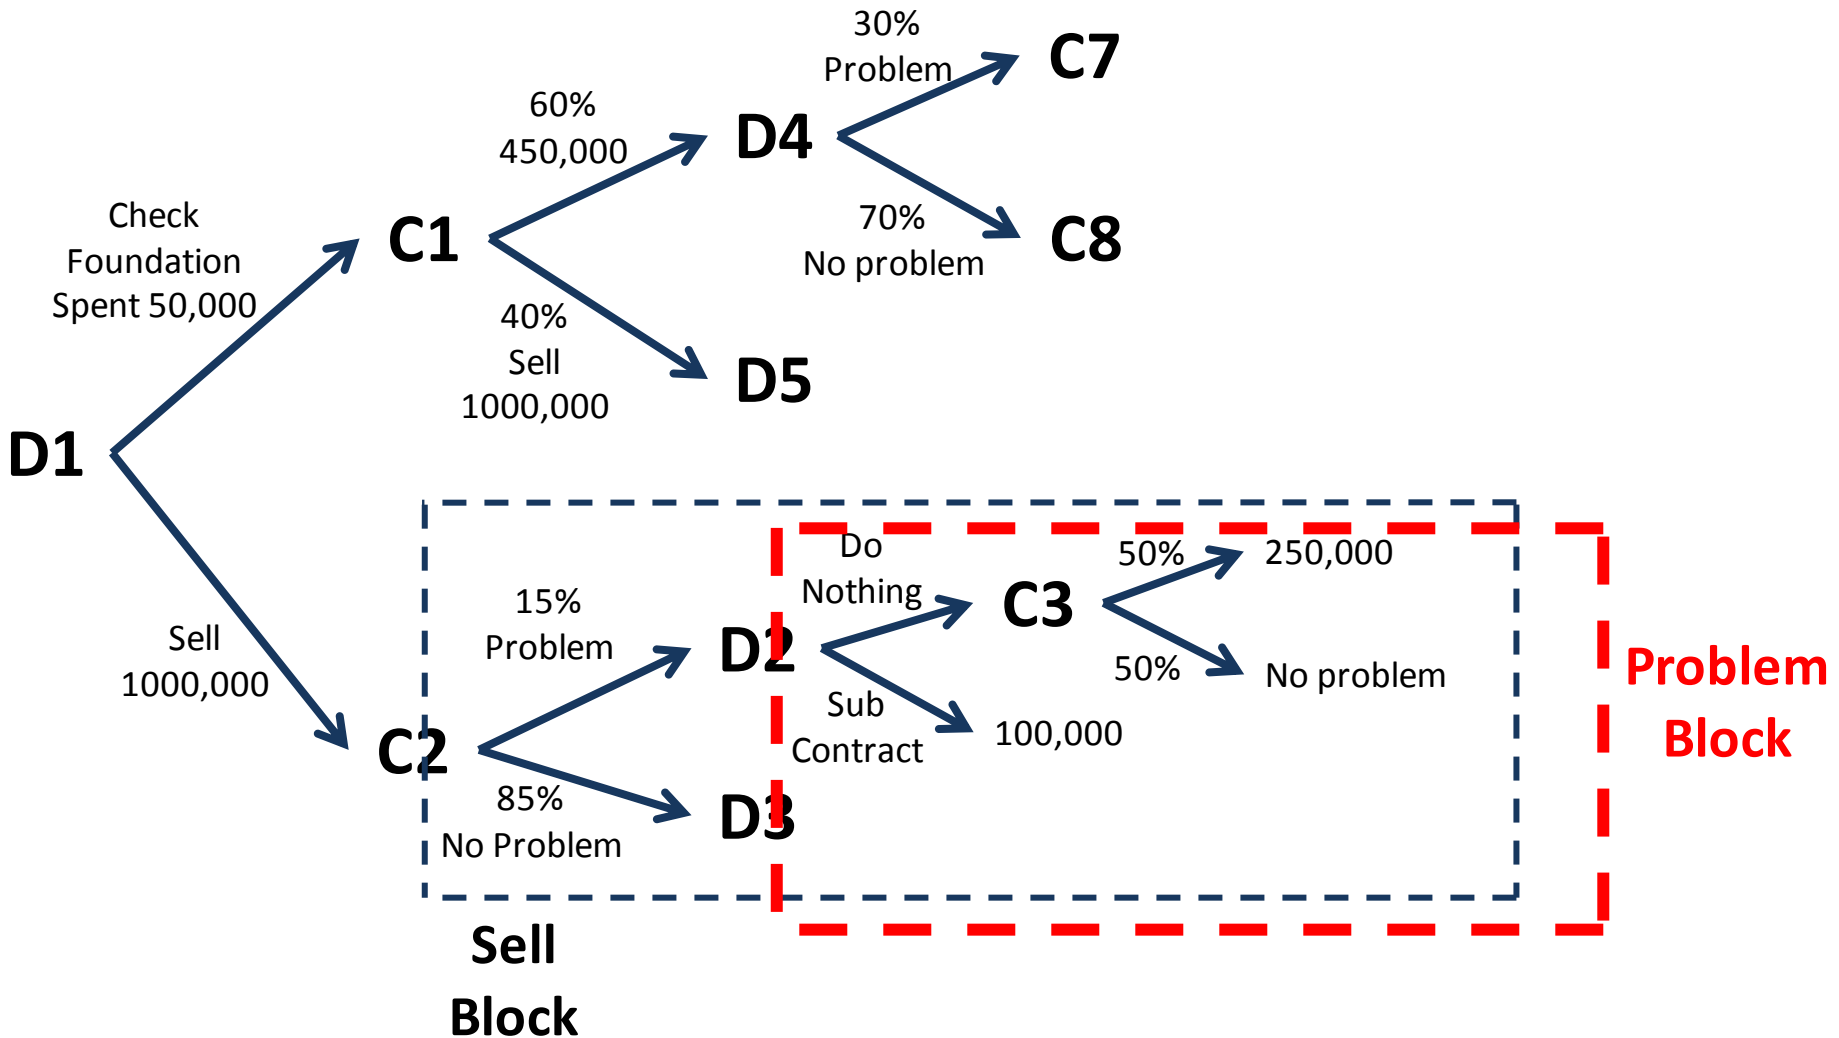 30%
Problem
C7
60%
450,000
D4
70%
No problem
C8
Check
Foundation
Spent 50,000
C1
40%
Sell
1000,000
D5
D1
Sell
1000,000
C2
15%
Problem
D2
85%
No Problem
D3
Do
Nothing
C3
50%
250,000
50%
No problem
Sub
Contract
100,000
Problem
Block
Sell
Block